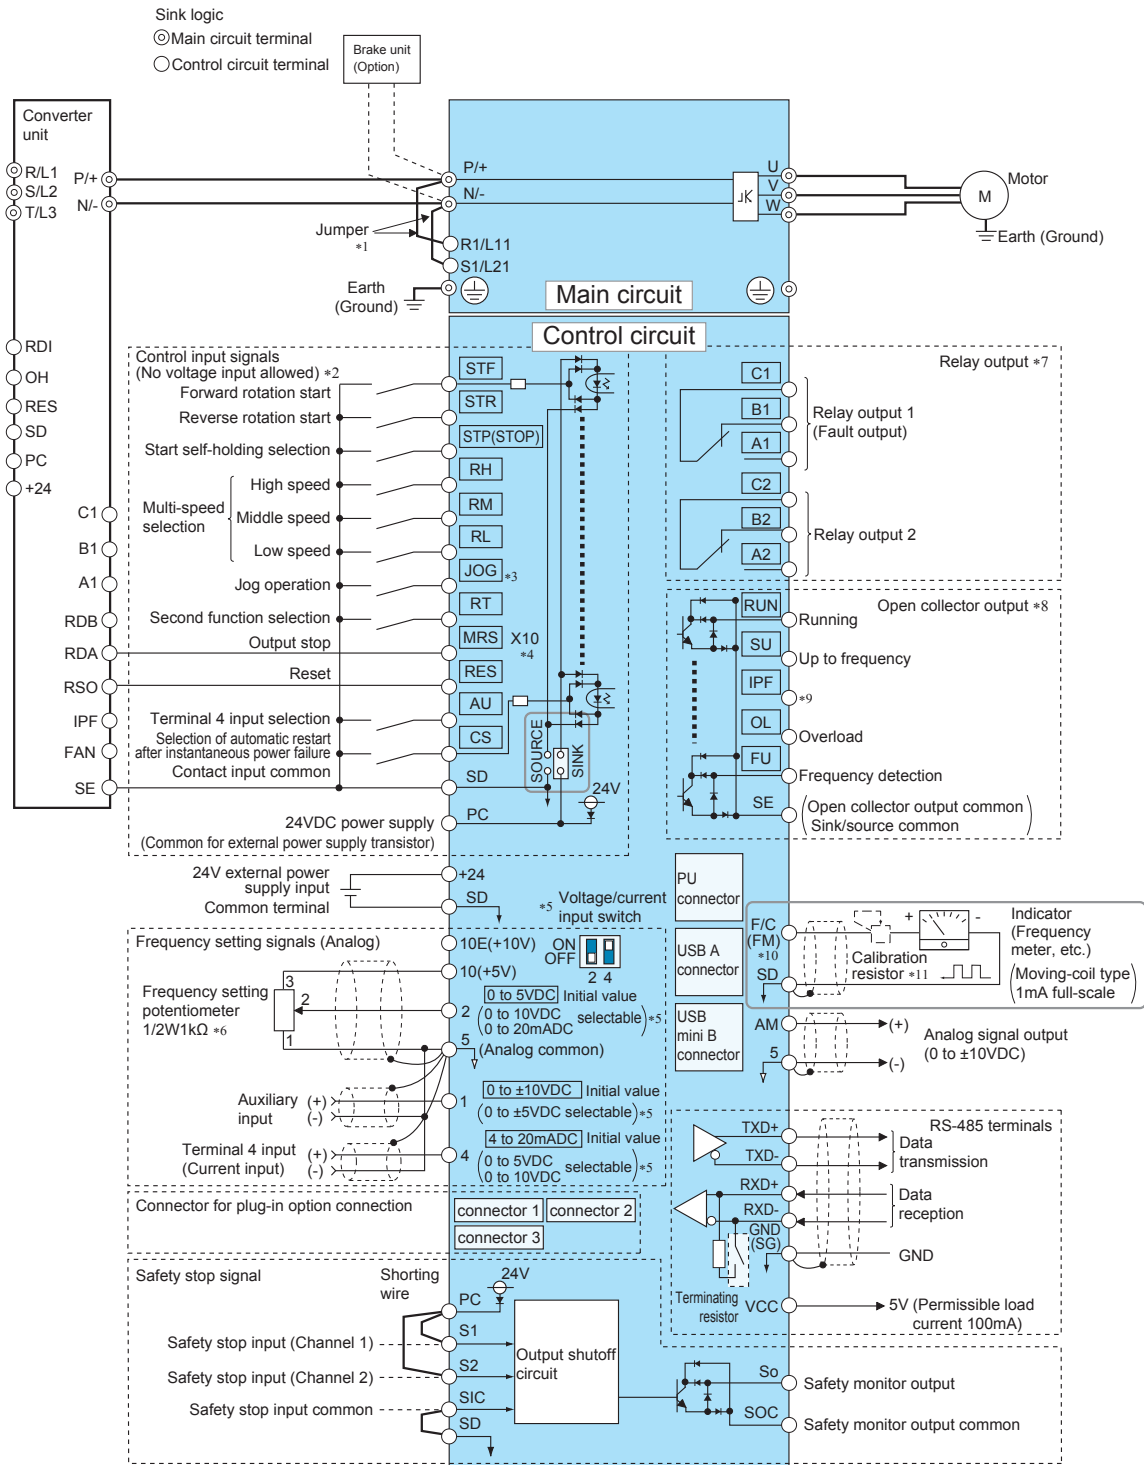 Sink logic
Main circuit terminal
Control circuit terminal
Brake unit
(Option)
Converter
unit
R/L1
S/L2
T/L3
P/+
N/-
Jumper
*1
Earth
(Ground)
P/+
N/-
R1/L11
S1/L21
Main circuit
U
V
W
Motor
M
Earth (Ground)
RDI
OH
RES
SD
PC
+24
C1
B1
A1
RDB
RDA
RSO
IPF
FAN
SE
Control circuit
Control input signals
(No voltage input allowed) *2
Forward rotation start
Reverse rotation start
Start self-holding selection
Multi-speed
selection
High speed
Middle speed
Low speed
Jog operation
Second function selection
Output stop
Reset
Terminal 4 input selection
Selection of automatic restart
after instantaneous power failure
Contact input common
24VDC power supply
(Common for external power supply transistor)
STF
STR
STP(STOP)
RH
RM
RL
JOG *3
RT
MRS X10
*4
RES
AU
CS
SD
PC
SOURCE
SINK
24V
Relay output *7
C1
B1
A1
Relay output 1
(Fault output)
C2
B2
A2
Relay output 2
Open collector output *8
RUN
Running
SU
Up to frequency
IPF
*9
OL
Overload
FU
Frequency detection
SE
(Open collector output common
Sink/source common)
24V external power
supply input
Common terminal
+24
SD
*5 Voltage/current
input switch
ON
OFF
2 4
PU
connector
USB A
connector
USB
mini B
connector
F/C
(FM)
*10
SD
+ -
Calibration
resistor *11
Indicator
(Frequency
meter, etc.)
(Moving-coil type
1mA full-scale)
AM
5
(+)
(-)
Analog signal output
(0 to ±10VDC)
Frequency setting signals (Analog)
Frequency setting
potentiometer
1/2W1kΩ *6
3
2
1
10E(+10V)
10(+5V)
2
0 to 5VDC Initial value
(0 to 10VDC
0 to 20mADC selectable)*5
5
(Analog common)
Auxiliary
input
(+)
(-)
1
0 to ±10VDC Initial value
(0 to ±5VDC selectable)*5
Terminal 4 input
(Current input)
(+)
(-)
4
4 to 20mADC Initial value
(0 to 5VDC
0 to 10VDC selectable)*5
RS-485 terminals
TXD+
TXD-
Data
transmission
RXD+
RXD-
Data
reception
GND
(SG)
GND
Terminating
resistor
VCC
5V (Permissible load
current 100mA)
Connector for plug-in option connection
connector 1
connector 2
connector 3
Safety stop signal
Shorting
wire
Safety stop input (Channel 1)
Safety stop input (Channel 2)
Safety stop input common
PC
24V
S1
S2
SIC
SD
Output shutoff
circuit
So
Safety monitor output
SOC
Safety monitor output common